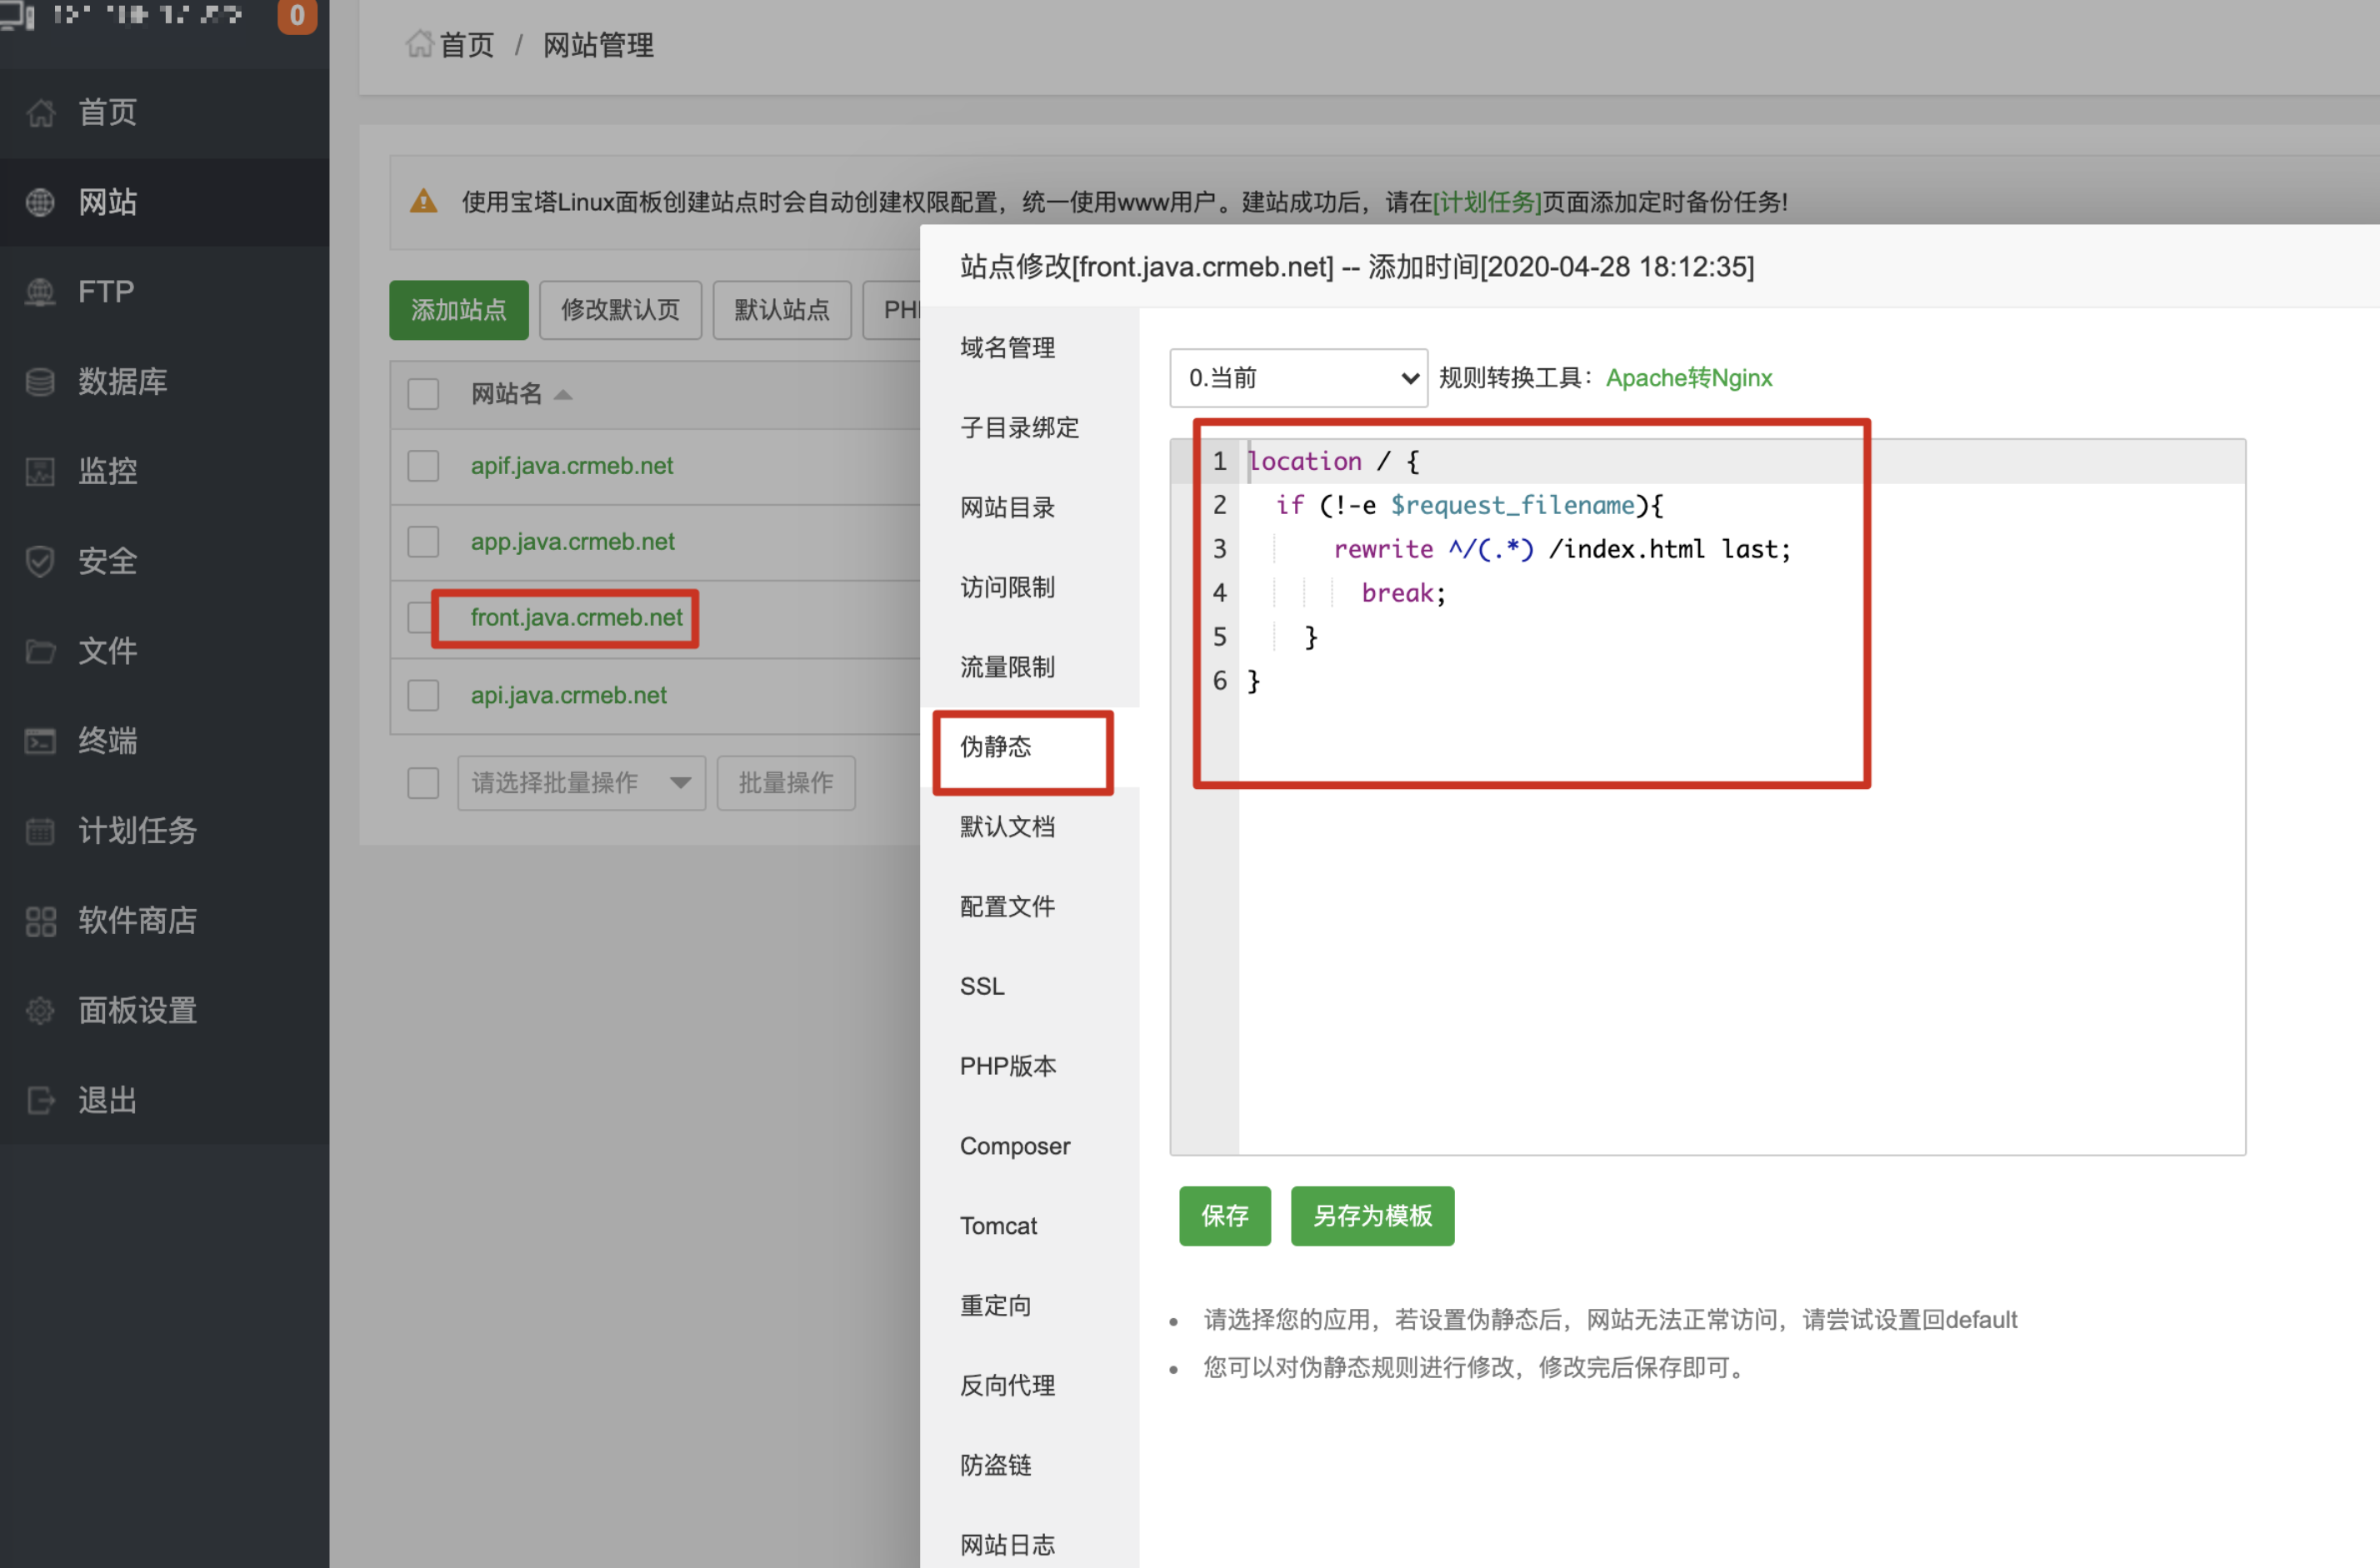 0
首页
网站
FTP
数据库
监控
安全
文件
终端
计划任务
软件商店
面板设置
退出
首页 / 网站管理
使用宝塔Linux面板创建站点时会自动创建权限配置，统一使用www用户。建站成功后，请在[计划任务]页面添加定时备份任务!
添加站点
修改默认页
默认站点
网站名
apif.java.crmeb.net
app.java.crmeb.net
front.java.crmeb.net
api.java.crmeb.net
请选择批量操作
批量操作
站点修改[front.java.crmeb.net] -- 添加时间[2020-04-28 18:12:35]
域名管理
子目录绑定
网站目录
访问限制
流量限制
伪静态
默认文档
配置文件
SSL
PHP版本
Composer
Tomcat
重定向
反向代理
防盗链
网站日志
0.当前
规则转换工具：Apache转Nginx
1 location / {
2 if (!-e $request_filename){
3 rewrite ^/(.*) /index.html last;
4 break;
5 }
6 }
保存
另存为模板
• 请选择您的应用，若设置伪静态后，网站无法正常访问，请尝试设置回default
• 您可以对伪静态规则进行修改，修改完后保存即可。